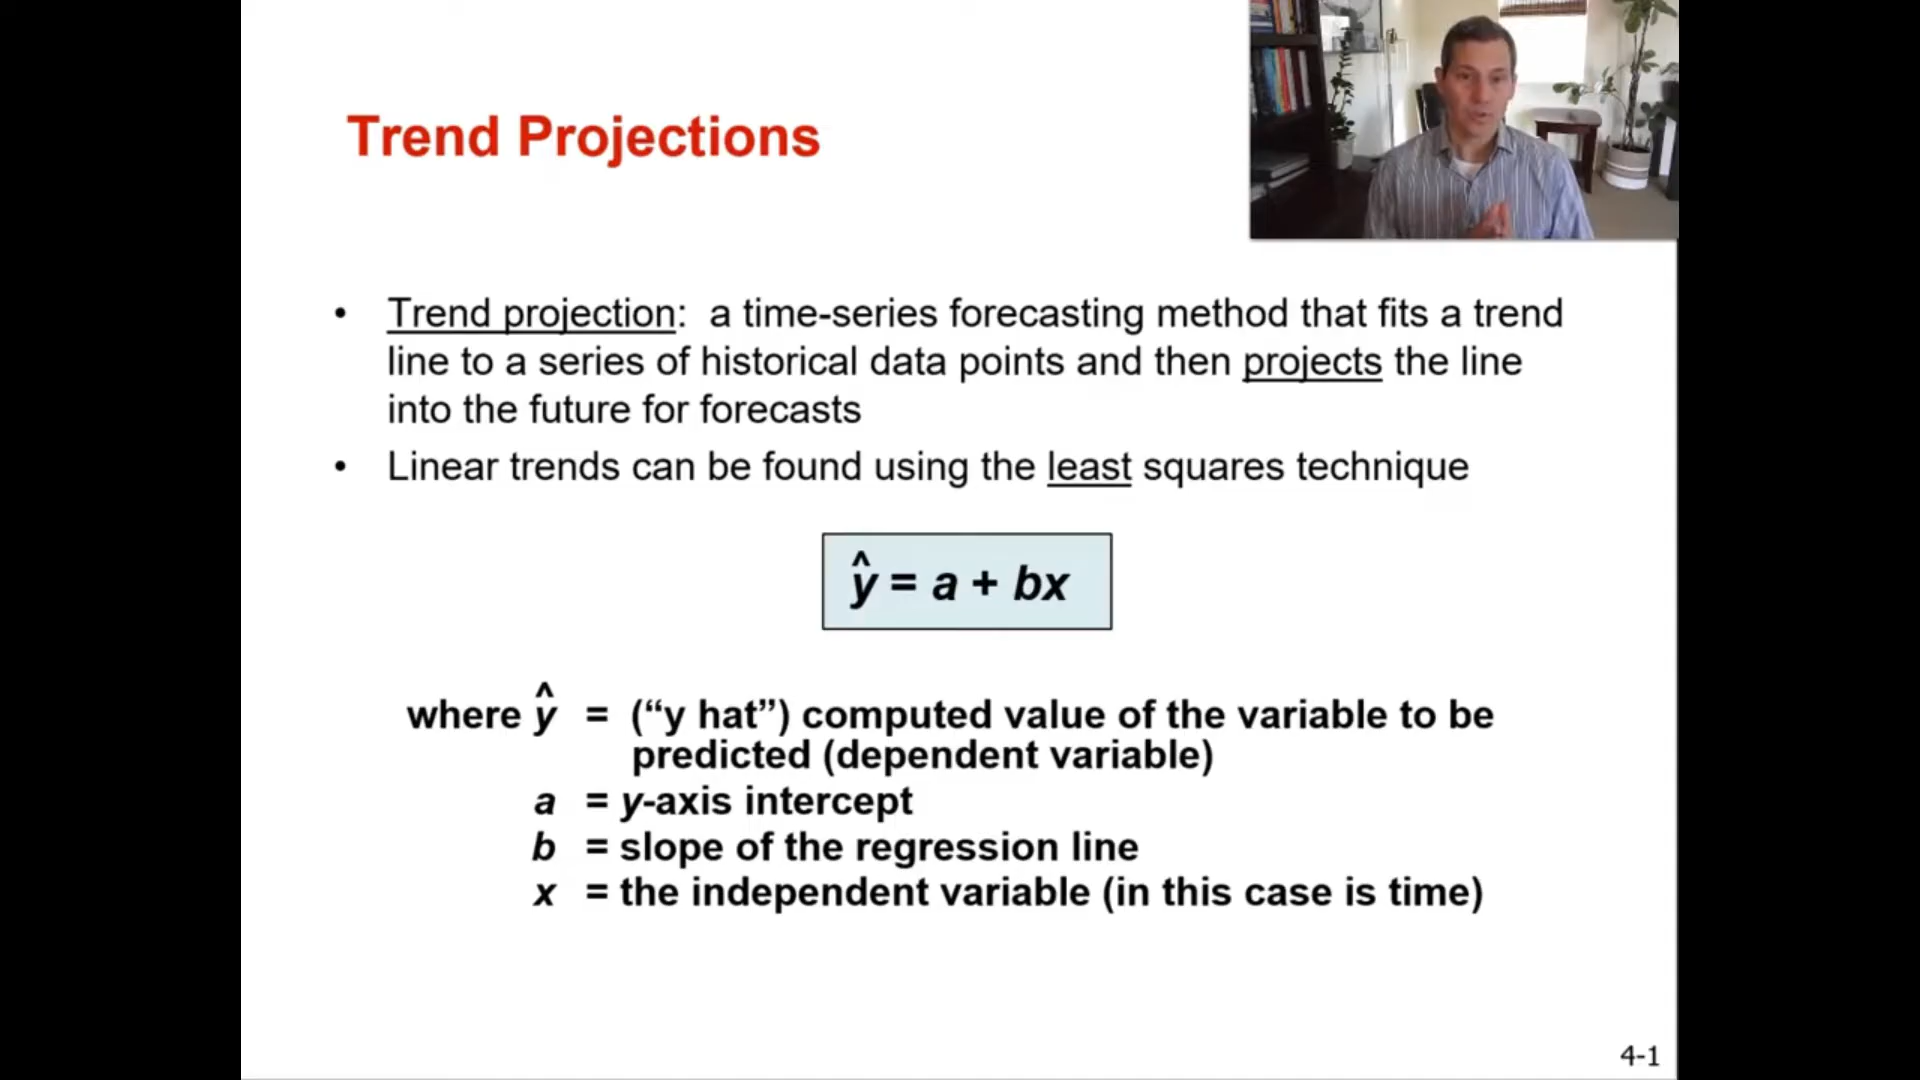 Trend Projections
• Trend projection: a time-series forecasting method that fits a trend
line to a series of historical data points and then projects the line
into the future for forecasts
• Linear trends can be found using the least squares technique
ŷ = a + bx
where ŷ = (“y hat”) computed value of the variable to be
predicted (dependent variable)
a = y-axis intercept
b = slope of the regression line
x = the independent variable (in this case is time)
4-1